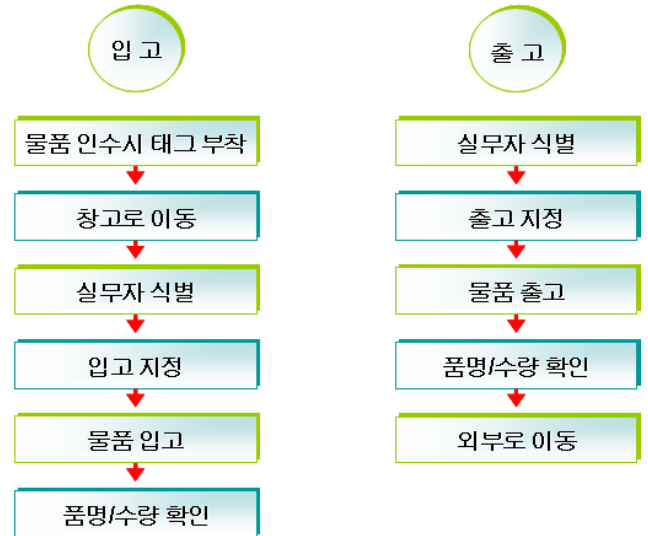 입 고
물품 인수시 태그 부착
창고로 이동
실무자 식별
입고 지정
물품 입고
품명/수량 확인
출 고
실무자 식별
출고 지정
물품 출고
품명/수량 확인
외부로 이동